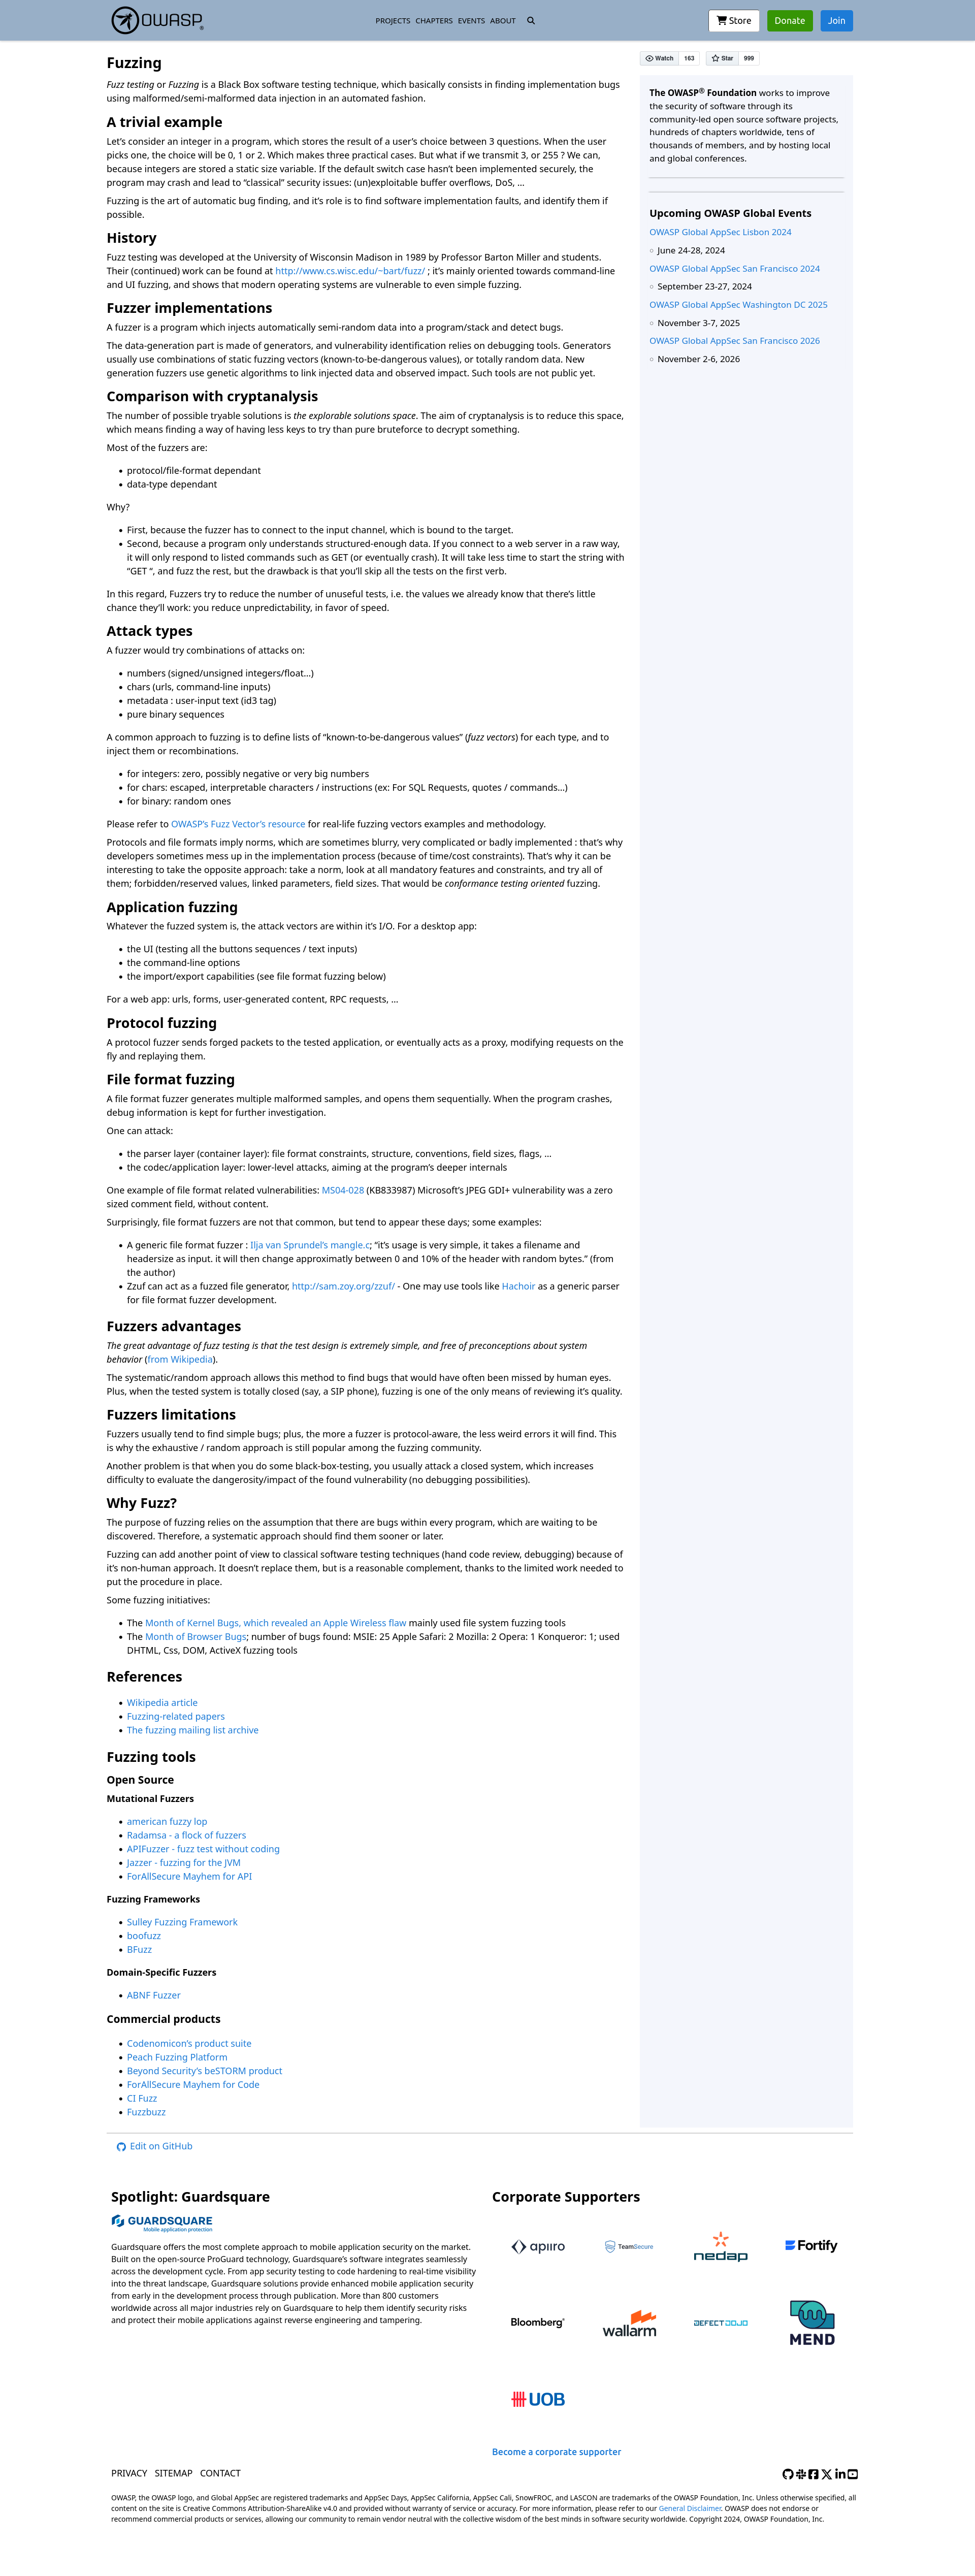 OWASP®
PROJECTS CHAPTERS EVENTS ABOUT
Store
Donate
Join
Watch 163
Star 999
Fuzzing
Fuzz testing or Fuzzing is a Black Box software testing technique, which basically consists in finding implementation bugs
using malformed/semi-malformed data injection in an automated fashion.
A trivial example
Let’s consider an integer in a program, which stores the result of a user’s choice between 3 questions. When the user
picks one, the choice will be 0, 1 or 2. Which makes three practical cases. But what if we transmit 3, or 255 ? We can,
because integers are stored a static size variable. If the default switch case hasn’t been implemented securely, the
program may crash and lead to “classical” security issues: (un)exploitable buffer overflows, DoS, …
Fuzzing is the art of automatic bug finding, and it’s role is to find software implementation faults, and identify them if
possible.
History
Fuzz testing was developed at the University of Wisconsin Madison in 1989 by Professor Barton Miller and students.
Their (continued) work can be found at http://www.cs.wisc.edu/~bart/fuzz/ ; it’s mainly oriented towards command-line
and UI fuzzing, and shows that modern operating systems are vulnerable to even simple fuzzing.
Fuzzer implementations
A fuzzer is a program which injects automatically semi-random data into a program/stack and detect bugs.
The data-generation part is made of generators, and vulnerability identification relies on debugging tools. Generators
usually use combinations of static fuzzing vectors (known-to-be-dangerous values), or totally random data. New
generation fuzzers use genetic algorithms to link injected data and observed impact. Such tools are not public yet.
Comparison with cryptanalysis
The number of possible tryable solutions is the explorable solutions space. The aim of cryptanalysis is to reduce this space,
which means finding a way of having less keys to try than pure bruteforce to decrypt something.
Most of the fuzzers are:
• protocol/file-format dependant
• data-type dependant
Why?
• First, because the fuzzer has to connect to the input channel, which is bound to the target.
• Second, because a program only understands structured-enough data. If you connect to a web server in a raw way,
it will only respond to listed commands such as GET (or eventually crash). It will take less time to start the string with
“GET “, and fuzz the rest, but the drawback is that you’ll skip all the tests on the first verb.
In this regard, Fuzzers try to reduce the number of unuseful tests, i.e. the values we already know that there’s little
chance they’ll work: you reduce unpredictability, in favor of speed.
Attack types
A fuzzer would try combinations of attacks on:
• numbers (signed/unsigned integers/float…)
• chars (urls, command-line inputs)
• metadata : user-input text (id3 tag)
• pure binary sequences
A common approach to fuzzing is to define lists of “known-to-be-dangerous values” (fuzz vectors) for each type, and to
inject them or recombinations.
• for integers: zero, possibly negative or very big numbers
• for chars: escaped, interpretable characters / instructions (ex: For SQL Requests, quotes / commands…)
• for binary: random ones
Please refer to OWASP’s Fuzz Vector’s resource for real-life fuzzing vectors examples and methodology.
Protocols and file formats imply norms, which are sometimes blurry, very complicated or badly implemented : that’s why
developers sometimes mess up in the implementation process (because of time/cost constraints). That’s why it can be
interesting to take the opposite approach: take a norm, look at all mandatory features and constraints, and try all of
them; forbidden/reserved values, linked parameters, field sizes. That would be conformance testing oriented fuzzing.
Application fuzzing
Whatever the fuzzed system is, the attack vectors are within it’s I/O. For a desktop app:
• the UI (testing all the buttons sequences / text inputs)
• the command-line options
• the import/export capabilities (see file format fuzzing below)
For a web app: urls, forms, user-generated content, RPC requests, …
Protocol fuzzing
A protocol fuzzer sends forged packets to the tested application, or eventually acts as a proxy, modifying requests on the
fly and replaying them.
File format fuzzing
A file format fuzzer generates multiple malformed samples, and opens them sequentially. When the program crashes,
debug information is kept for further investigation.
One can attack:
• the parser layer (container layer): file format constraints, structure, conventions, field sizes, flags, …
• the codec/application layer: lower-level attacks, aiming at the program’s deeper internals
One example of file format related vulnerabilities: MS04-028 (KB833987) Microsoft’s JPEG GDI+ vulnerability was a zero
sized comment field, without content.
Surprisingly, file format fuzzers are not that common, but tend to appear these days; some examples:
• A generic file format fuzzer : Ilja van Sprundel’s mangle.c; “it’s usage is very simple, it takes a filename and
headersize as input. it will then change approximatly between 0 and 10% of the header with random bytes.” (from
the author)
• Zzuf can act as a fuzzed file generator, http://sam.zoy.org/zzuf/ - One may use tools like Hachoir as a generic parser
for file format fuzzer development.
Fuzzers advantages
The great advantage of fuzz testing is that the test design is extremely simple, and free of preconceptions about system
behavior (from Wikipedia).
The systematic/random approach allows this method to find bugs that would have often been missed by human eyes.
Plus, when the tested system is totally closed (say, a SIP phone), fuzzing is one of the only means of reviewing it’s quality.
Fuzzers limitations
Fuzzers usually tend to find simple bugs; plus, the more a fuzzer is protocol-aware, the less weird errors it will find. This
is why the exhaustive / random approach is still popular among the fuzzing community.
Another problem is that when you do some black-box-testing, you usually attack a closed system, which increases
difficulty to evaluate the dangerosity/impact of the found vulnerability (no debugging possibilities).
Why Fuzz?
The purpose of fuzzing relies on the assumption that there are bugs within every program, which are waiting to be
discovered. Therefore, a systematic approach should find them sooner or later.
Fuzzing can add another point of view to classical software testing techniques (hand code review, debugging) because of
it’s non-human approach. It doesn’t replace them, but is a reasonable complement, thanks to the limited work needed to
put the procedure in place.
Some fuzzing initiatives:
• The Month of Kernel Bugs, which revealed an Apple Wireless flaw mainly used file system fuzzing tools
• The Month of Browser Bugs; number of bugs found: MSIE: 25 Apple Safari: 2 Mozilla: 2 Opera: 1 Konqueror: 1; used
DHTML, Css, DOM, ActiveX fuzzing tools
References
• Wikipedia article
• Fuzzing-related papers
• The fuzzing mailing list archive
Fuzzing tools
Open Source
Mutational Fuzzers
• american fuzzy lop
• Radamsa - a flock of fuzzers
• APIFuzzer - fuzz test without coding
• Jazzer - fuzzing for the JVM
• ForAllSecure Mayhem for API
Fuzzing Frameworks
• Sulley Fuzzing Framework
• boofuzz
• BFuzz
Domain-Specific Fuzzers
• ABNF Fuzzer
Commercial products
• Codenomicon’s product suite
• Peach Fuzzing Platform
• Beyond Security’s beSTORM product
• ForAllSecure Mayhem for Code
• CI Fuzz
• Fuzzbuzz
The OWASP® Foundation works to improve
the security of software through its
community-led open source software projects,
hundreds of chapters worldwide, tens of
thousands of members, and by hosting local
and global conferences.
Upcoming OWASP Global Events
OWASP Global AppSec Lisbon 2024
June 24-28, 2024
OWASP Global AppSec San Francisco 2024
September 23-27, 2024
OWASP Global AppSec Washington DC 2025
November 3-7, 2025
OWASP Global AppSec San Francisco 2026
November 2-6, 2026
Edit on GitHub
Spotlight: Guardsquare
GUARDSQUARE
Mobile application protection
Guardsquare offers the most complete approach to mobile application security on the market.
Built on the open-source ProGuard technology, Guardsquare’s software integrates seamlessly
across the development cycle. From app security testing to code hardening to real-time visibility
into the threat landscape, Guardsquare solutions provide enhanced mobile application security
from early in the development process through publication. More than 800 customers
worldwide across all major industries rely on Guardsquare to help them identify security risks
and protect their mobile applications against reverse engineering and tampering.
Corporate Supporters
apiiro
TeamSecure
nedap
Fortify
Bloomberg
wallarm
DEFECTDOJO
MEND
UOB
Become a corporate supporter
PRIVACY SITEMAP CONTACT
OWASP, the OWASP logo, and Global AppSec are registered trademarks and AppSec Days, AppSec California, AppSec Cali, SnowFROC, and LASCON are trademarks of the OWASP Foundation, Inc. Unless otherwise specified, all
content on the site is Creative Commons Attribution-ShareAlike v4.0 and provided without warranty of service or accuracy. For more information, please refer to our General Disclaimer. OWASP does not endorse or
recommend commercial products or services, allowing our community to remain vendor neutral with the collective wisdom of the best minds in software security worldwide. Copyright 2024, OWASP Foundation, Inc.